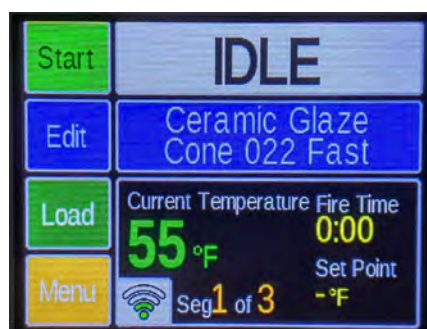 Start
IDLE
Edit
Ceramic Glaze
Cone 022 Fast
Load
Current Temperature
55 °F
Fire Time
0:00
Set Point
- °F
Menu
Seg1 of 3